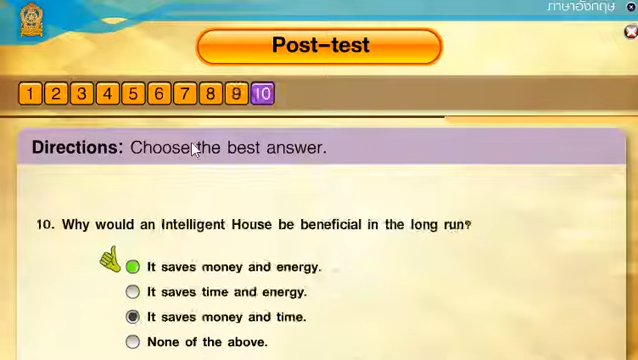 ภาษาอังกฤษ
Post-test
1 2 3 4 5 6 7 8 9 10
Directions: Choose the best answer.
10. Why would an Intelligent House be beneficial in the long run?
It saves money and energy.
It saves time and energy.
It saves money and time.
None of the above.